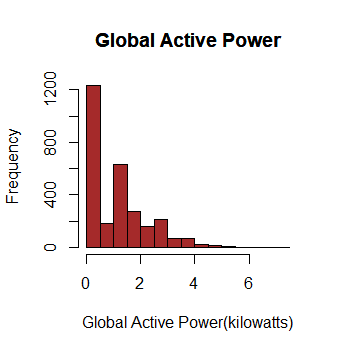 Global Active Power
Frequency
1200
800
400
0
0 2 4 6
Global Active Power(kilowatts)